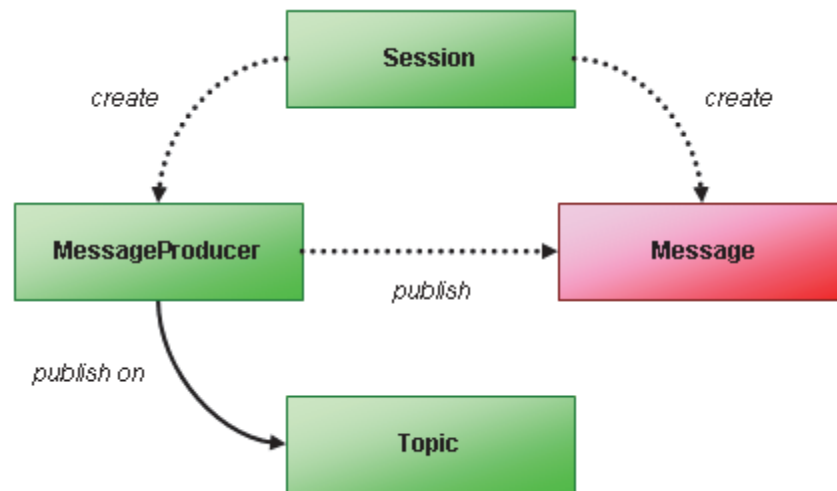 Session
create
create
MessageProducer
Message
publish
publish on
Topic